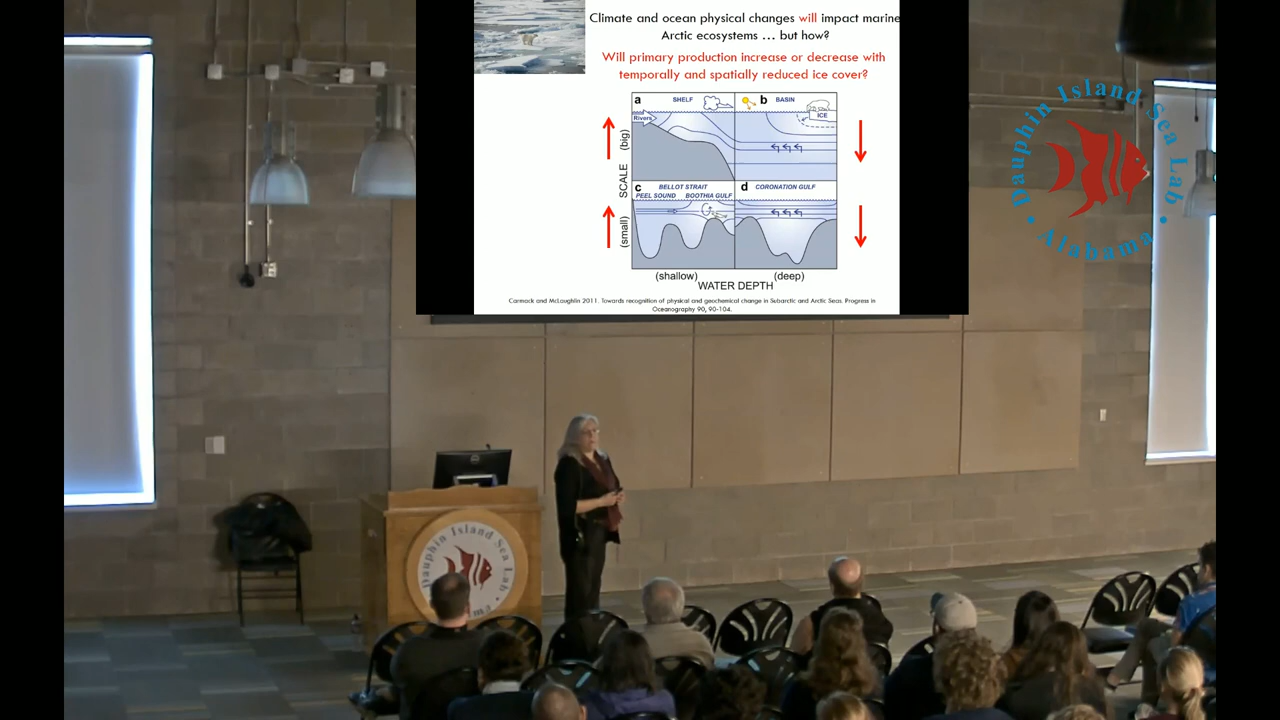 Climate and ocean physical changes will impact marine
Arctic ecosystems ... but how?
Will primary production increase or decrease with
temporally and spatially reduced ice cover?
a SHELF b BASIN
Rivers
ICE
SCALE
(big)
c BELLOT STRAIT
PEEL SOUND BOOTHIA GULF
d CORONATION GULF
(small)
(shallow) (deep)
WATER DEPTH
Carmack and McLaughlin 2011. Towards recognition of physical and geochemical change in Subarctic and Arctic Seas. Progress in
Oceanography 90, 90-104.
Dauphin Island Sea Lab
Alabama
Dauphin Island Sea Lab